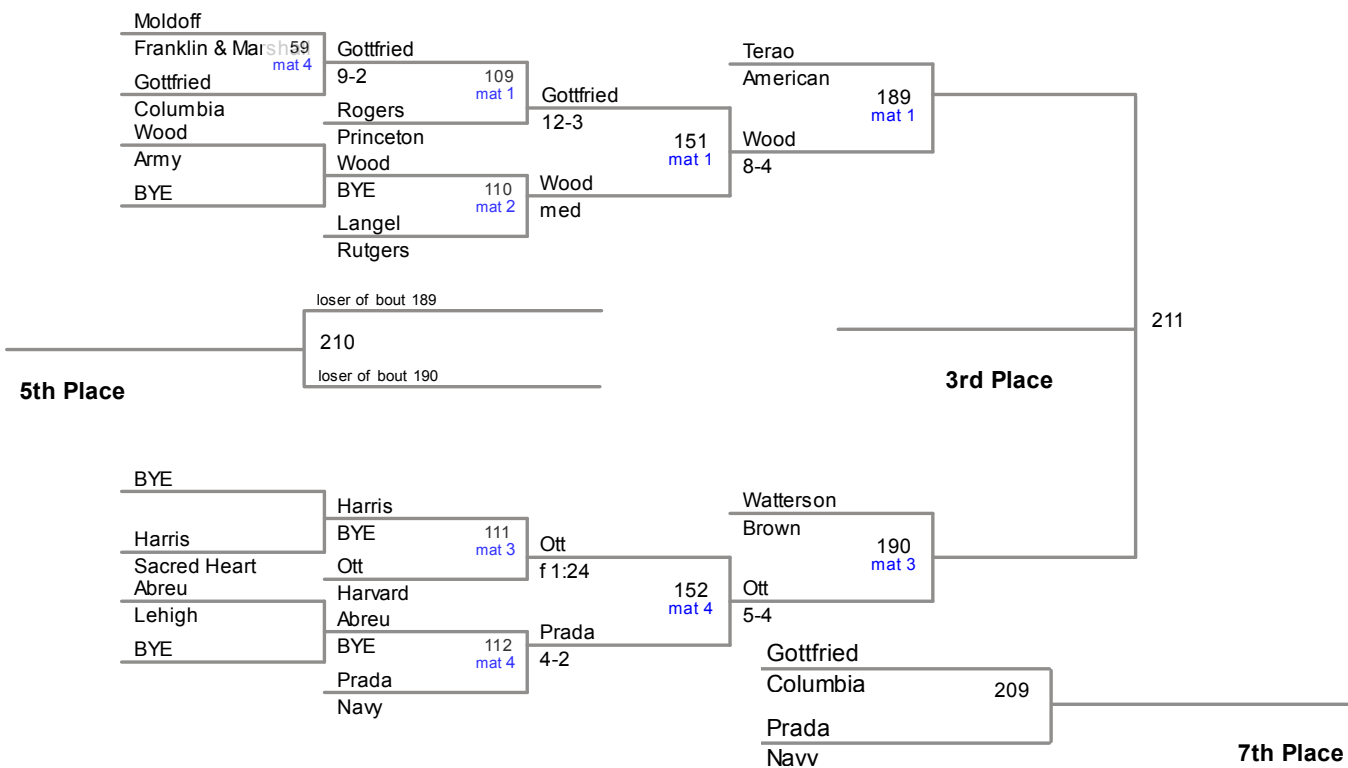 Moldoff
Franklin & Marshall
59
mat 4
Gottfried
Columbia
Wood
Army
BYE
Gottfried
9-2
109
mat 1
Rogers
Princeton
Wood
BYE
110
mat 2
Langel
Rutgers
Gottfried
12-3
151
mat 1
Wood
med
Terao
American
189
mat 1
Wood
8-4
loser of bout 189
210
loser of bout 190
5th Place
211
3rd Place
BYE
Harris
Sacred Heart
Abreu
Lehigh
BYE
Harris
BYE
111
mat 3
Ott
Harvard
Abreu
BYE
112
mat 4
Prada
Navy
Ott
f 1:24
152
mat 4
Prada
4-2
Watterson
Brown
190
mat 3
Ott
5-4
Gottfried
Columbia
209
Prada
Navy
7th Place